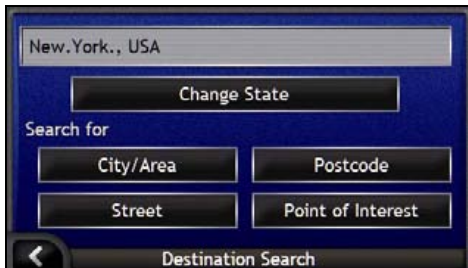 New.York., USA
Change State
Search for
City/Area Postcode
Street Point of Interest
Destination Search